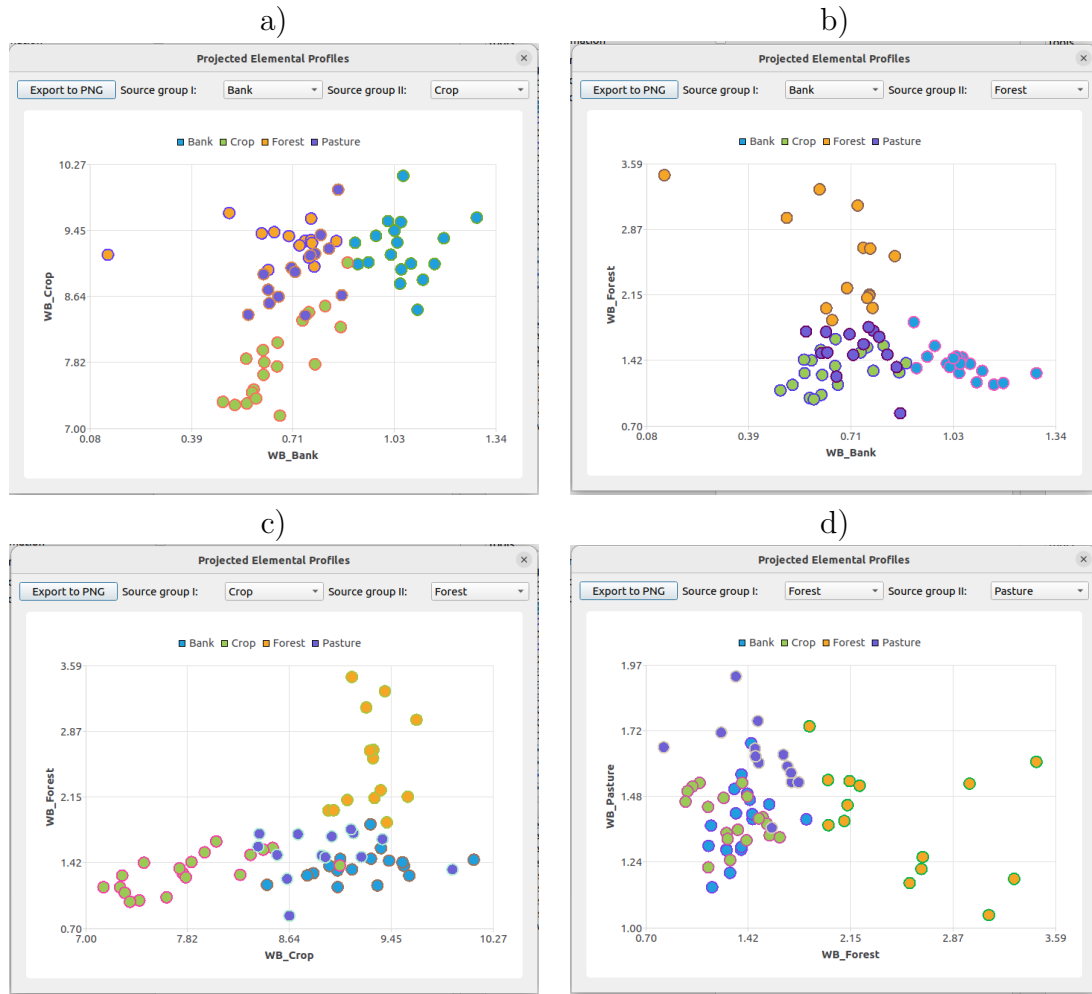 a)
b)
Projected Elemental Profiles ×
Export to PNG Source group I: Bank Source group II: Crop
Bank Crop Forest Pasture
10.27
9.45
8.64
7.82
7.00
WB_Crop
0.08 0.39 0.71 1.03 1.34
WB_Bank
Projected Elemental Profiles ×
Export to PNG Source group I: Bank Source group II: Forest
Bank Crop Forest Pasture
3.59
2.87
2.15
1.42
0.70
WB_Forest
0.08 0.39 0.71 1.03 1.34
WB_Bank
c)
d)
Projected Elemental Profiles ×
Export to PNG Source group I: Crop Source group II: Forest
Bank Crop Forest Pasture
3.59
2.87
2.15
1.42
0.70
WB_Forest
7.00 7.82 8.64 9.45 10.27
WB_Crop
Projected Elemental Profiles ×
Export to PNG Source group I: Forest Source group II: Pasture
Bank Crop Forest Pasture
1.97
1.72
1.48
1.24
1.00
WB_Pasture
0.70 1.42 2.15 2.87 3.59
WB_Forest